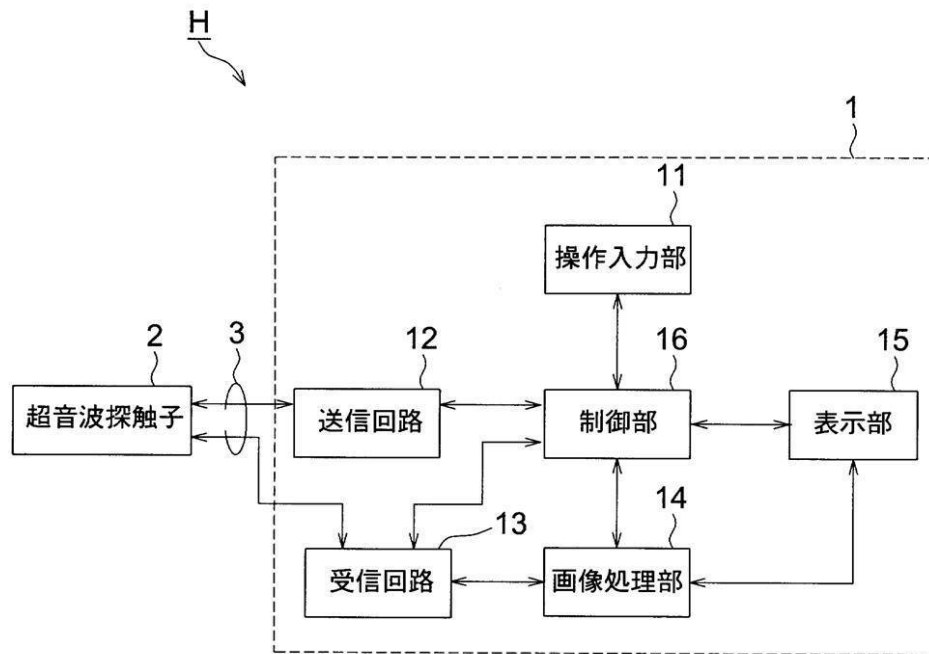 H
1
11
操作入力部
2
3
12
16
15
超音波探触子
送信回路
制御部
表示部
13
14
受信回路
画像処理部